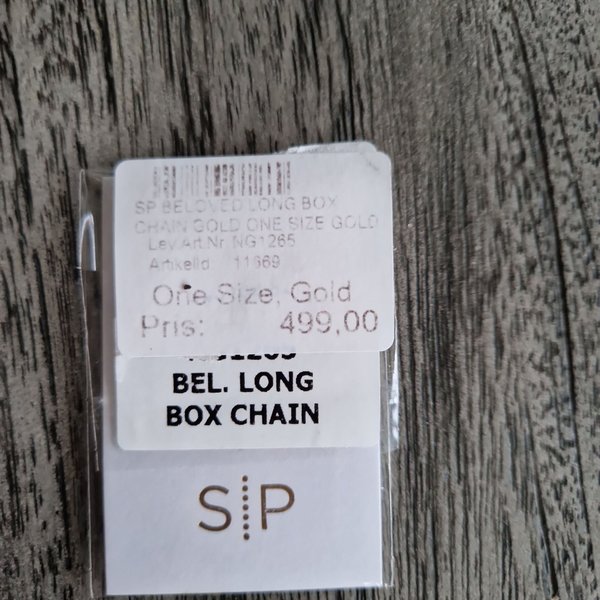 SP BELOVED LONG BOX
CHAIN GOLD ONE SIZE GOLD
Lev.Art.Nr NG1265
ArtikelId 11669
One Size, Gold
Pris: 499,00
BEL. LONG
BOX CHAIN
S P